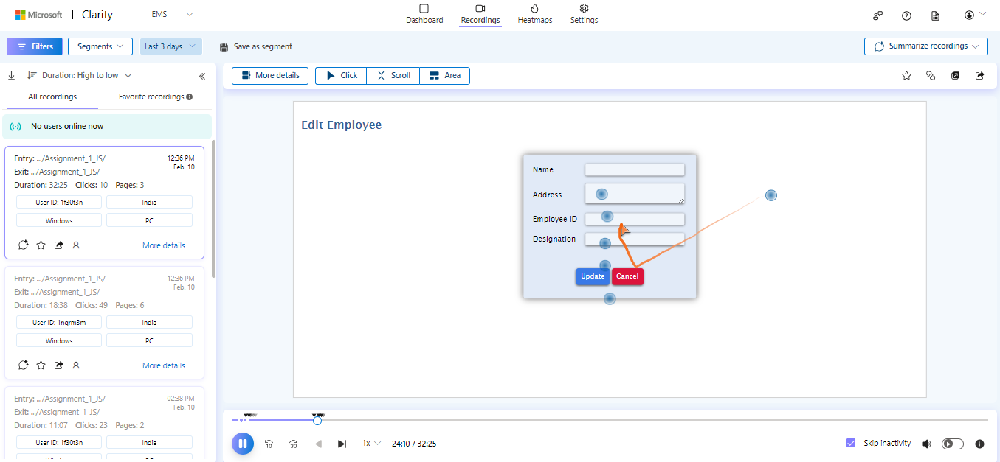 Microsoft | Clarity
EMS
Dashboard
Recordings
Heatmaps
Settings
Filters
Segments
Last 3 days
Save as segment
Summarize recordings
Duration: High to low
All recordings
Favorite recordings
No users online now
Entry: .../Assignment_1_JS/
12:36 PM
Feb. 10
Exit: .../Assignment_1_JS/
Duration: 32:25 Clicks: 10 Pages: 3
User ID: 1f30t3n
India
Windows
PC
More details
Entry: .../Assignment_1_JS/
12:36 PM
Feb. 10
Exit: .../Assignment_1_JS/
Duration: 18:38 Clicks: 49 Pages: 6
User ID: 1nqrm3m
India
Windows
PC
More details
Entry: .../Assignment_1_JS/
02:38 PM
Feb. 10
Exit: .../Assignment_1_JS/
Duration: 11:07 Clicks: 23 Pages: 2
User ID: 1f30t3n
India
More details
Click
Scroll
Area
Edit Employee
Name
Address
Employee ID
Designation
Update
Cancel
10
30
1x
24:10 / 32:25
Skip inactivity